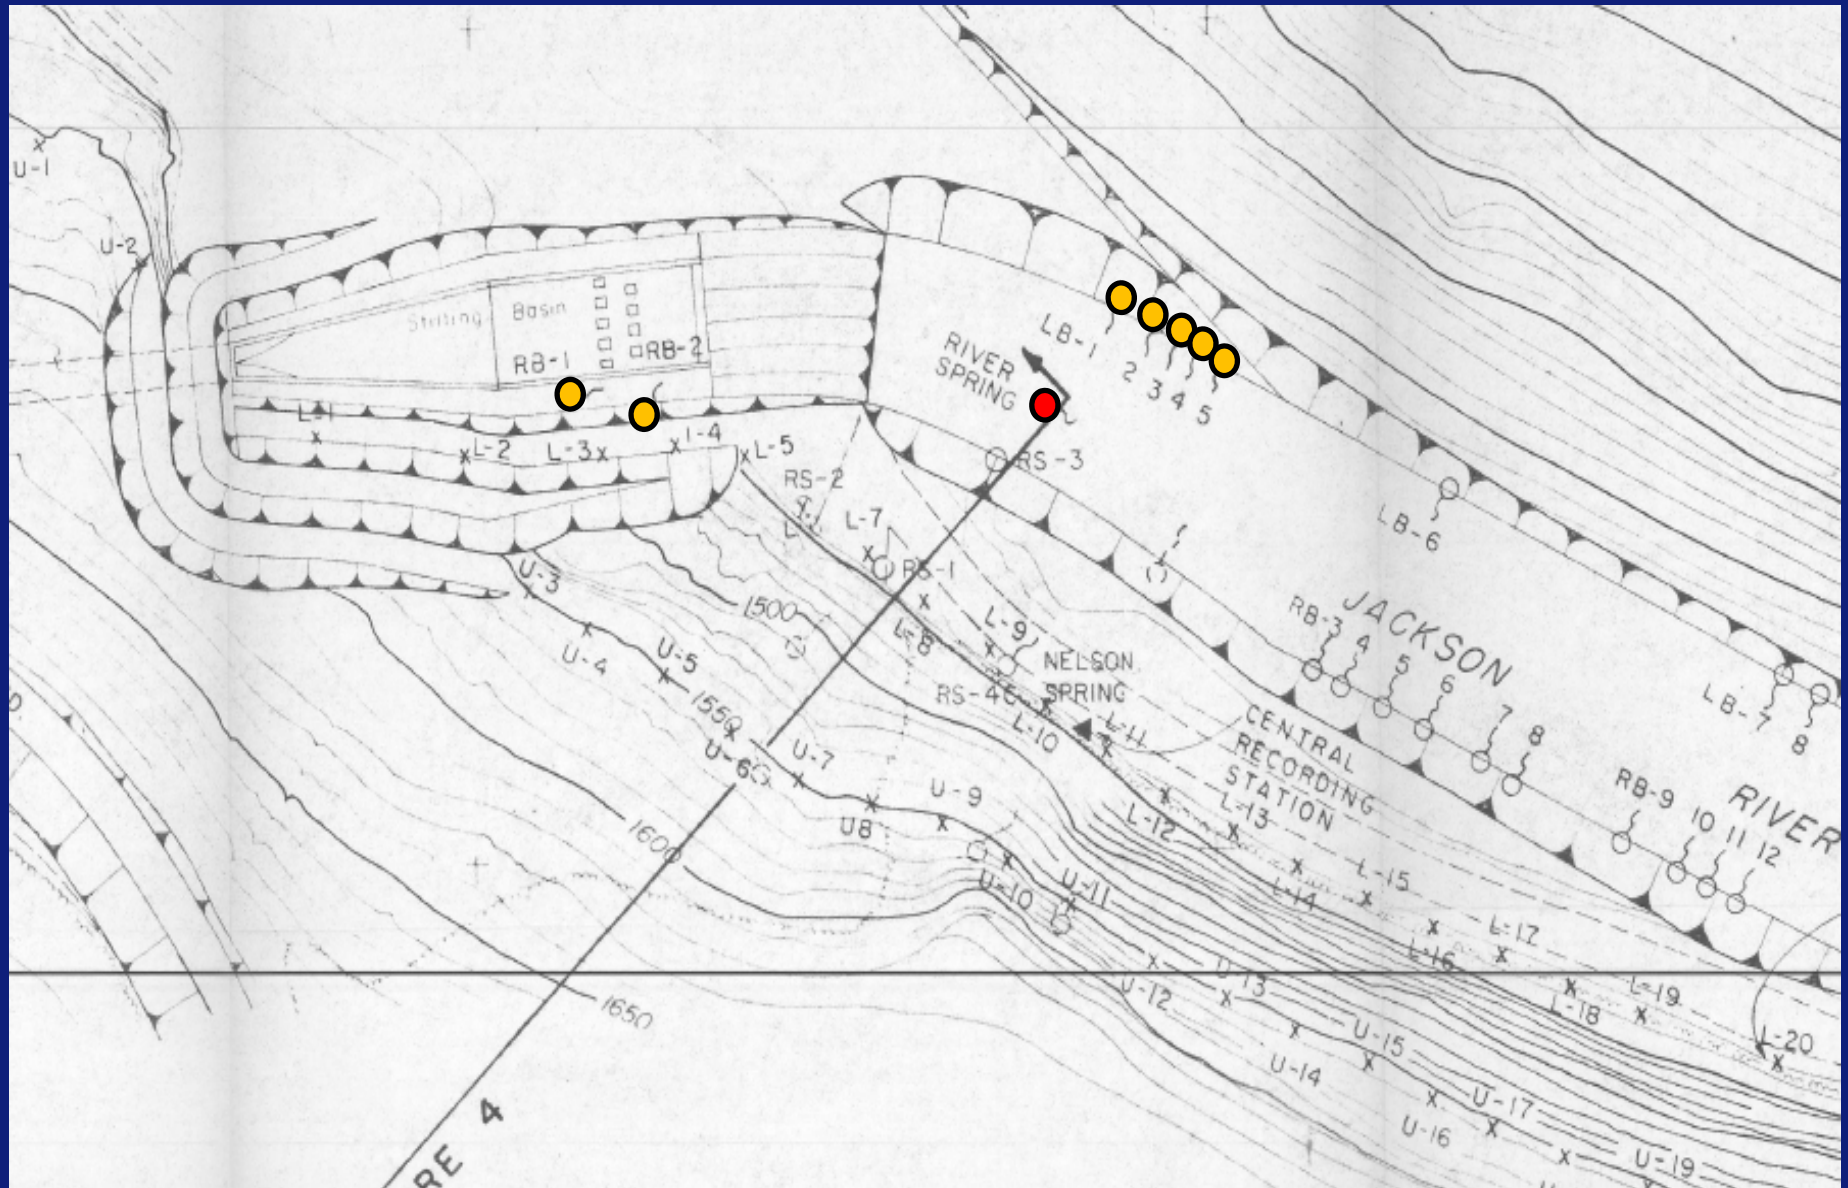 U-1
U-2
Stilling
Basin
RB-1
RB-2
RIVER
SPRING
LB-1
2
3
4
5
L-1
L-2
L-3
L-4
L-5
RS-2
RS-3
L-7
RS-1
LB-6
U-3
U-4
U-5
1500
L-8
L-9
NELSON
SPRING
RS-4
L-10
L-11
JACKSON
RB-3
4
5
6
7
8
LB-7
8
1550
U-6
U-7
U8
U-9
U-10
U-11
CENTRAL
RECORDING
STATION
L-12
L-13
L-14
L-15
RB-9
10
11
12
RIVER
1600
L-16
L-17
L-18
L-19
L-20
U-12
U-13
U-14
U-15
U-16
U-17
U-19
1650
RE 4